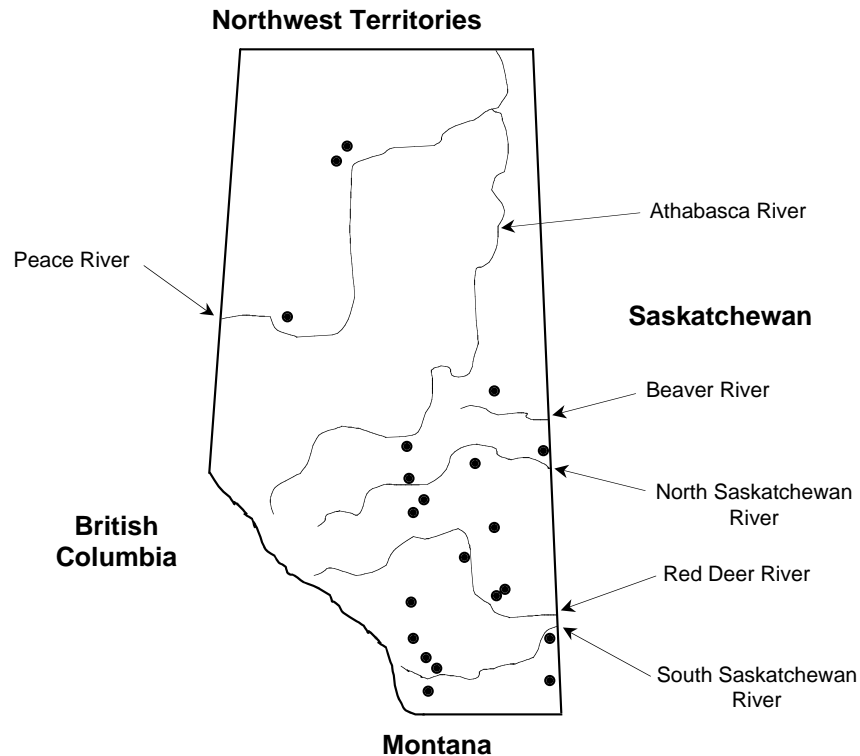 Northwest Territories
Athabasca River
Peace River
Saskatchewan
Beaver River
North Saskatchewan
River
British
Columbia
Red Deer River
South Saskatchewan
River
Montana